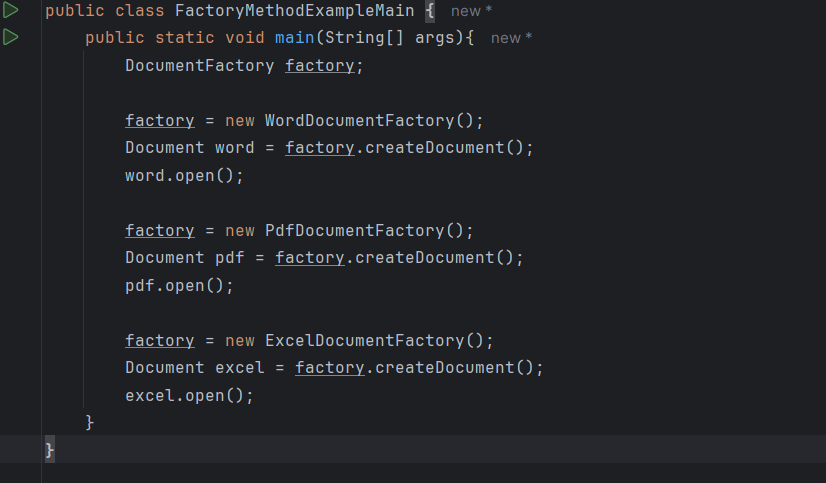 public class FactoryMethodExampleMain { new *
public static void main(String[] args){ new *
DocumentFactory factory;
factory = new WordDocumentFactory();
Document word = factory.createDocument();
word.open();
factory = new PdfDocumentFactory();
Document pdf = factory.createDocument();
pdf.open();
factory = new ExcelDocumentFactory();
Document excel = factory.createDocument();
excel.open();
}
}